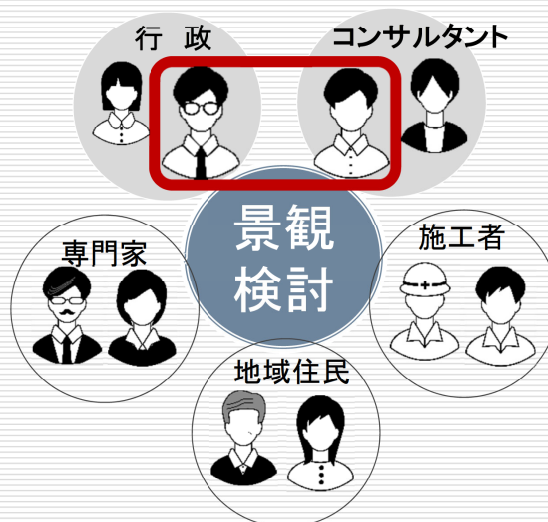 行 政
コンサルタント
景観
検討
専門家
施工者
地域住民